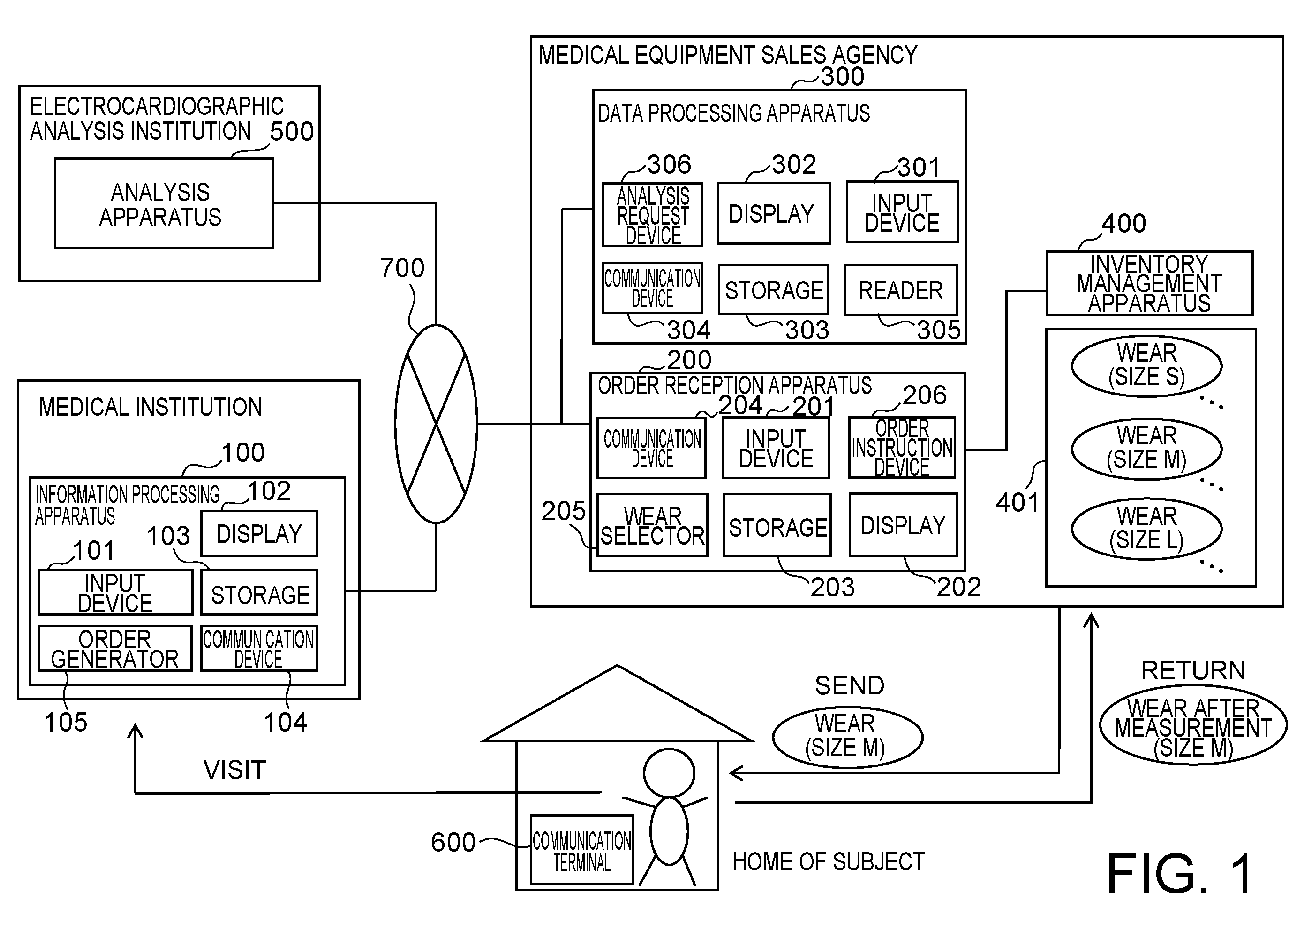 MEDICAL EQUIPMENT SALES AGENCY
300
DATA PROCESSING APPARATUS
306
302
301
ANALYSIS
REQUEST
DEVICE
DISPLAY
INPUT
DEVICE
COMMUNICATION
DEVICE
STORAGE
READER
304
303
305
200
ORDER RECEPTION APPARATUS
204
201
206
COMMUNICATION
DEVICE
INPUT
DEVICE
ORDER
INSTRUCTION
DEVICE
205
WEAR
SELECTOR
STORAGE
DISPLAY
203
202
400
INVENTORY
MANAGEMENT
APPARATUS
401
WEAR
(SIZE S)
...
WEAR
(SIZE M)
...
WEAR
(SIZE L)
...
ELECTROCARDIOGRAPHIC
ANALYSIS INSTITUTION
500
ANALYSIS
APPARATUS
700
MEDICAL INSTITUTION
100
INFORMATION PROCESSING
APPARATUS
102
DISPLAY
101
103
INPUT
DEVICE
STORAGE
ORDER
GENERATOR
COMMUN CATION
DEVICE
105
104
VISIT
SEND
WEAR
(SIZE M)
RETURN
WEAR AFTER
MEASUREMENT
(SIZE M)
600
COMMUNICATION
TERMINAL
HOME OF SUBJECT
FIG. 1